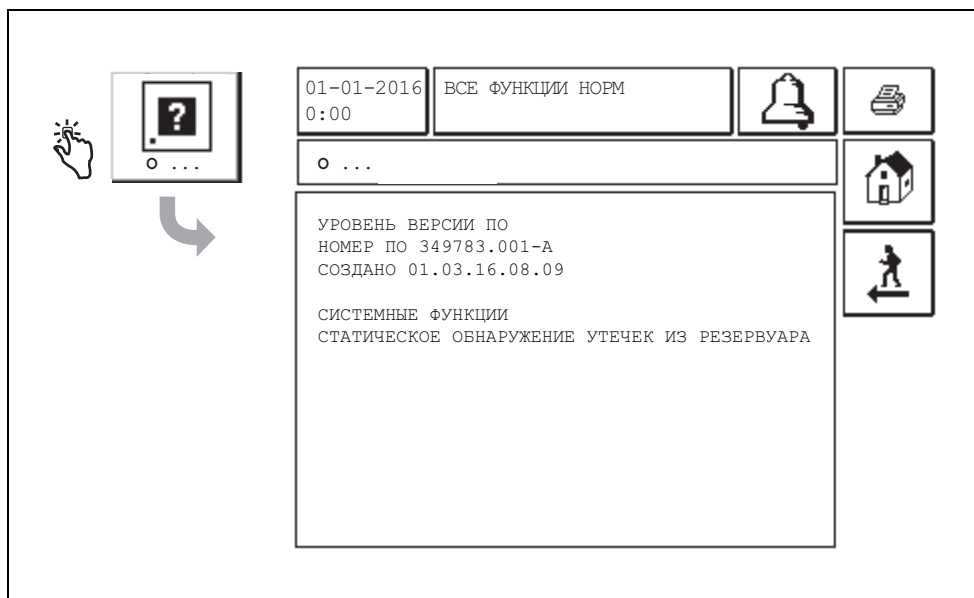 ?
о ...
01-01-2016
0:00
ВСЕ ФУНКЦИИ НОРМ
о ...
УРОВЕНЬ ВЕРСИИ ПО
НОМЕР ПО 349783.001-А
СОЗДАНО 01.03.16.08.09
СИСТЕМНЫЕ ФУНКЦИИ
СТАТИЧЕСКОЕ ОБНАРУЖЕНИЕ УТЕЧЕК ИЗ РЕЗЕРВУАРА